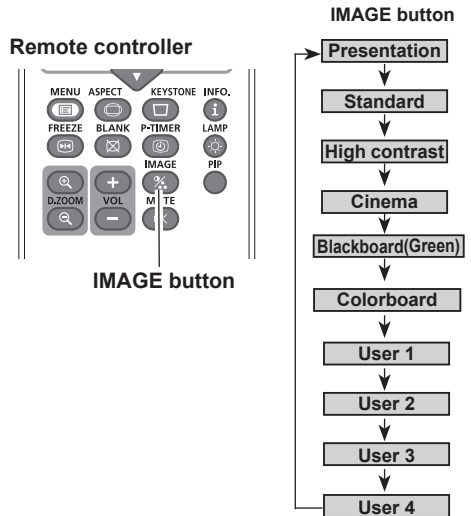 IMAGE button
Remote controller
MENU ASPECT KEYSTONE INFO.
FREEZE BLANK P-TIMER LAMP
IMAGE PIP
D.ZOOM VOL
IMAGE button
Presentation
Standard
High contrast
Cinema
Blackboard(Green)
Colorboard
User 1
User 2
User 3
User 4